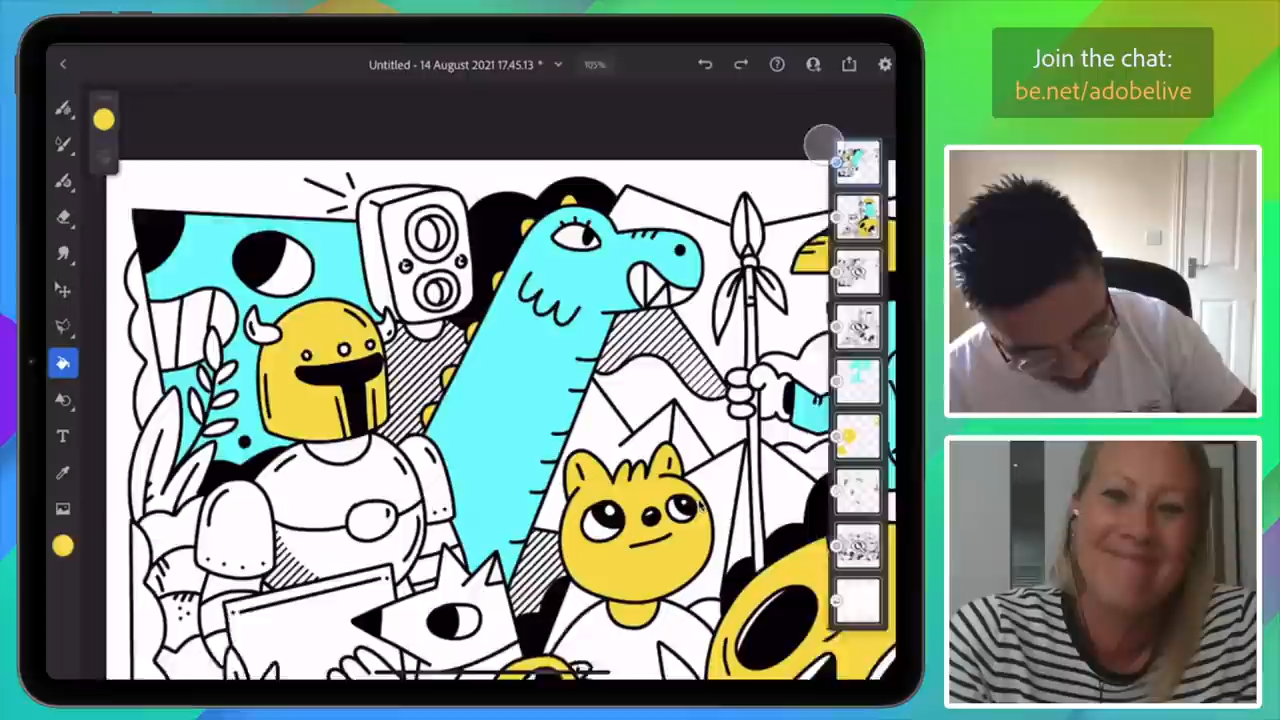 Untitled - 14 August 2021 17.45.13 *
105%
T
Join the chat:
be.net/adobelive